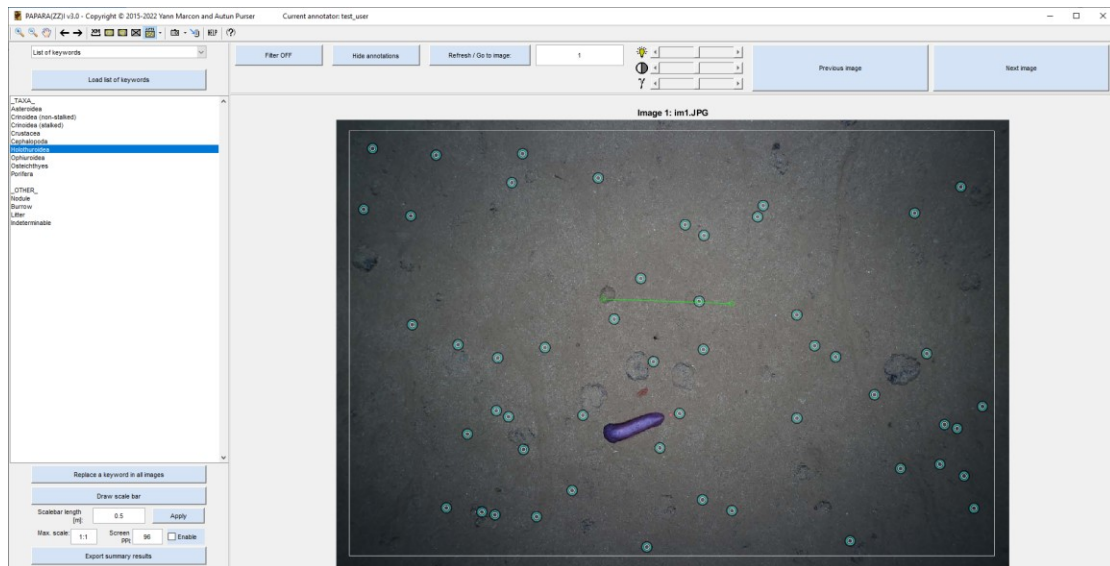 PAPARA(ZZ)I v3.0 - Copyright © 2015-2022 Yann Marcon and Autun Purser Current annotator: test_user
List of keywords
Load list of keywords
Filter OFF
Hide annotations
Refresh / Go to image:
1
γ
Previous image
Next image
_TAXA_
Asteroidea
Crinoidea (non-stalked)
Crinoidea (stalked)
Crustacea
Cephalopoda
Holothuroidea
Ophiuroidea
Osteichthyes
Porifera
_OTHER_
Nodule
Burrow
Litter
Indeterminable
Image 1: im1.JPG
Replace a keyword in all images
Draw scale bar
Scalebar length [m]: 0.5 Apply
Max. scale: 1:1 Screen PPI: 96 Enable
Export summary results